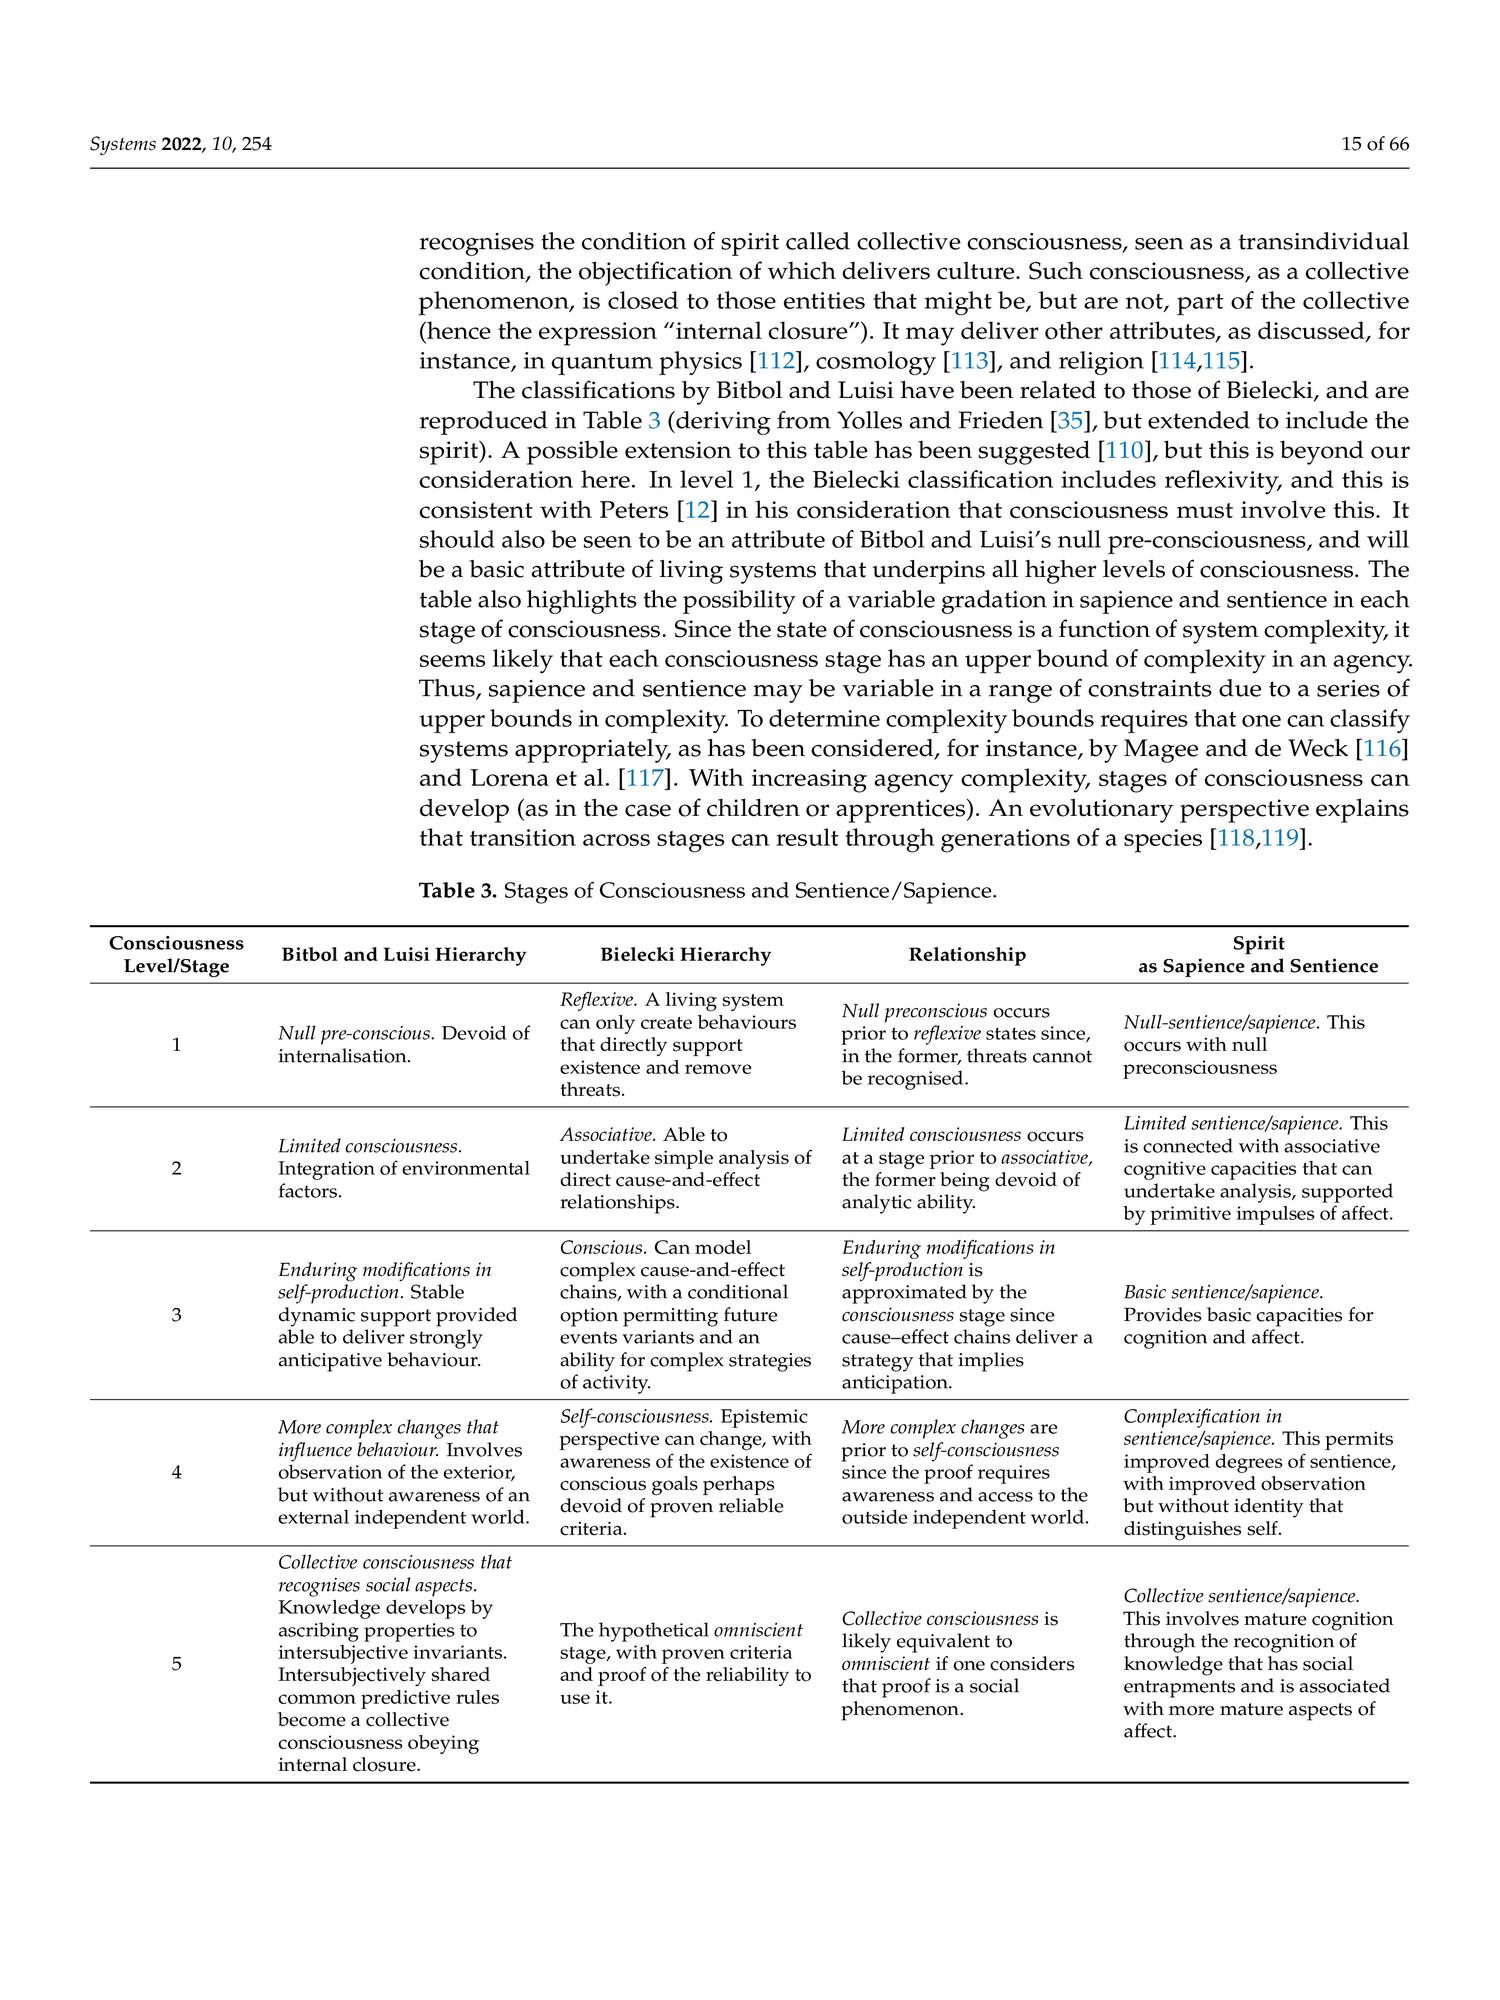 Systems 2022, 10, 254
15 of 66
recognises the condition of spirit called collective consciousness, seen as a transindividual
condition, the objectification of which delivers culture. Such consciousness, as a collective
phenomenon, is closed to those entities that might be, but are not, part of the collective
(hence the expression “internal closure”). It may deliver other attributes, as discussed, for
instance, in quantum physics [112], cosmology [113], and religion [114,115].
The classifications by Bitbol and Luisi have been related to those of Bielecki, and are
reproduced in Table 3 (deriving from Yolles and Frieden [35], but extended to include the
spirit). A possible extension to this table has been suggested [110], but this is beyond our
consideration here. In level 1, the Bielecki classification includes reflexivity, and this is
consistent with Peters [12] in his consideration that consciousness must involve this. It
should also be seen to be an attribute of Bitbol and Luisi’s null pre-consciousness, and will
be a basic attribute of living systems that underpins all higher levels of consciousness. The
table also highlights the possibility of a variable gradation in sapience and sentience in each
stage of consciousness. Since the state of consciousness is a function of system complexity, it
seems likely that each consciousness stage has an upper bound of complexity in an agency.
Thus, sapience and sentience may be variable in a range of constraints due to a series of
upper bounds in complexity. To determine complexity bounds requires that one can classify
systems appropriately, as has been considered, for instance, by Magee and de Weck [116]
and Lorena et al. [117]. With increasing agency complexity, stages of consciousness can
develop (as in the case of children or apprentices). An evolutionary perspective explains
that transition across stages can result through generations of a species [118,119].
Table 3. Stages of Consciousness and Sentience/Sapience.
Consciousness
Level/Stage
Bitbol and Luisi Hierarchy
Bielecki Hierarchy
Relationship
Spirit
as Sapience and Sentience
1
Null pre-conscious. Devoid of
internalisation.
Reflexive. A living system
can only create behaviours
that directly support
existence and remove
threats.
Null preconscious occurs
prior to reflexive states since,
in the former, threats cannot
be recognised.
Null-sentience/sapience. This
occurs with null
preconsciousness
2
Limited consciousness.
Integration of environmental
factors.
Associative. Able to
undertake simple analysis of
direct cause-and-effect
relationships.
Limited consciousness occurs
at a stage prior to associative,
the former being devoid of
analytic ability.
Limited sentience/sapience. This
is connected with associative
cognitive capacities that can
undertake analysis, supported
by primitive impulses of affect.
3
Enduring modifications in
self-production. Stable
dynamic support provided
able to deliver strongly
anticipative behaviour.
Conscious. Can model
complex cause-and-effect
chains, with a conditional
option permitting future
events variants and an
ability for complex strategies
of activity.
Enduring modifications in
self-production is
approximated by the
consciousness stage since
cause–effect chains deliver a
strategy that implies
anticipation.
Basic sentience/sapience.
Provides basic capacities for
cognition and affect.
4
More complex changes that
influence behaviour. Involves
observation of the exterior,
but without awareness of an
external independent world.
Self-consciousness. Epistemic
perspective can change, with
awareness of the existence of
conscious goals perhaps
devoid of proven reliable
criteria.
More complex changes are
prior to self-consciousness
since the proof requires
awareness and access to the
outside independent world.
Complexification in
sentience/sapience. This permits
improved degrees of sentience,
with improved observation
but without identity that
distinguishes self.
5
Collective consciousness that
recognises social aspects.
Knowledge develops by
ascribing properties to
intersubjective invariants.
Intersubjectively shared
common predictive rules
become a collective
consciousness obeying
internal closure.
The hypothetical omniscient
stage, with proven criteria
and proof of the reliability to
use it.
Collective consciousness is
likely equivalent to
omniscient if one considers
that proof is a social
phenomenon.
Collective sentience/sapience.
This involves mature cognition
through the recognition of
knowledge that has social
entrapments and is associated
with more mature aspects of
affect.